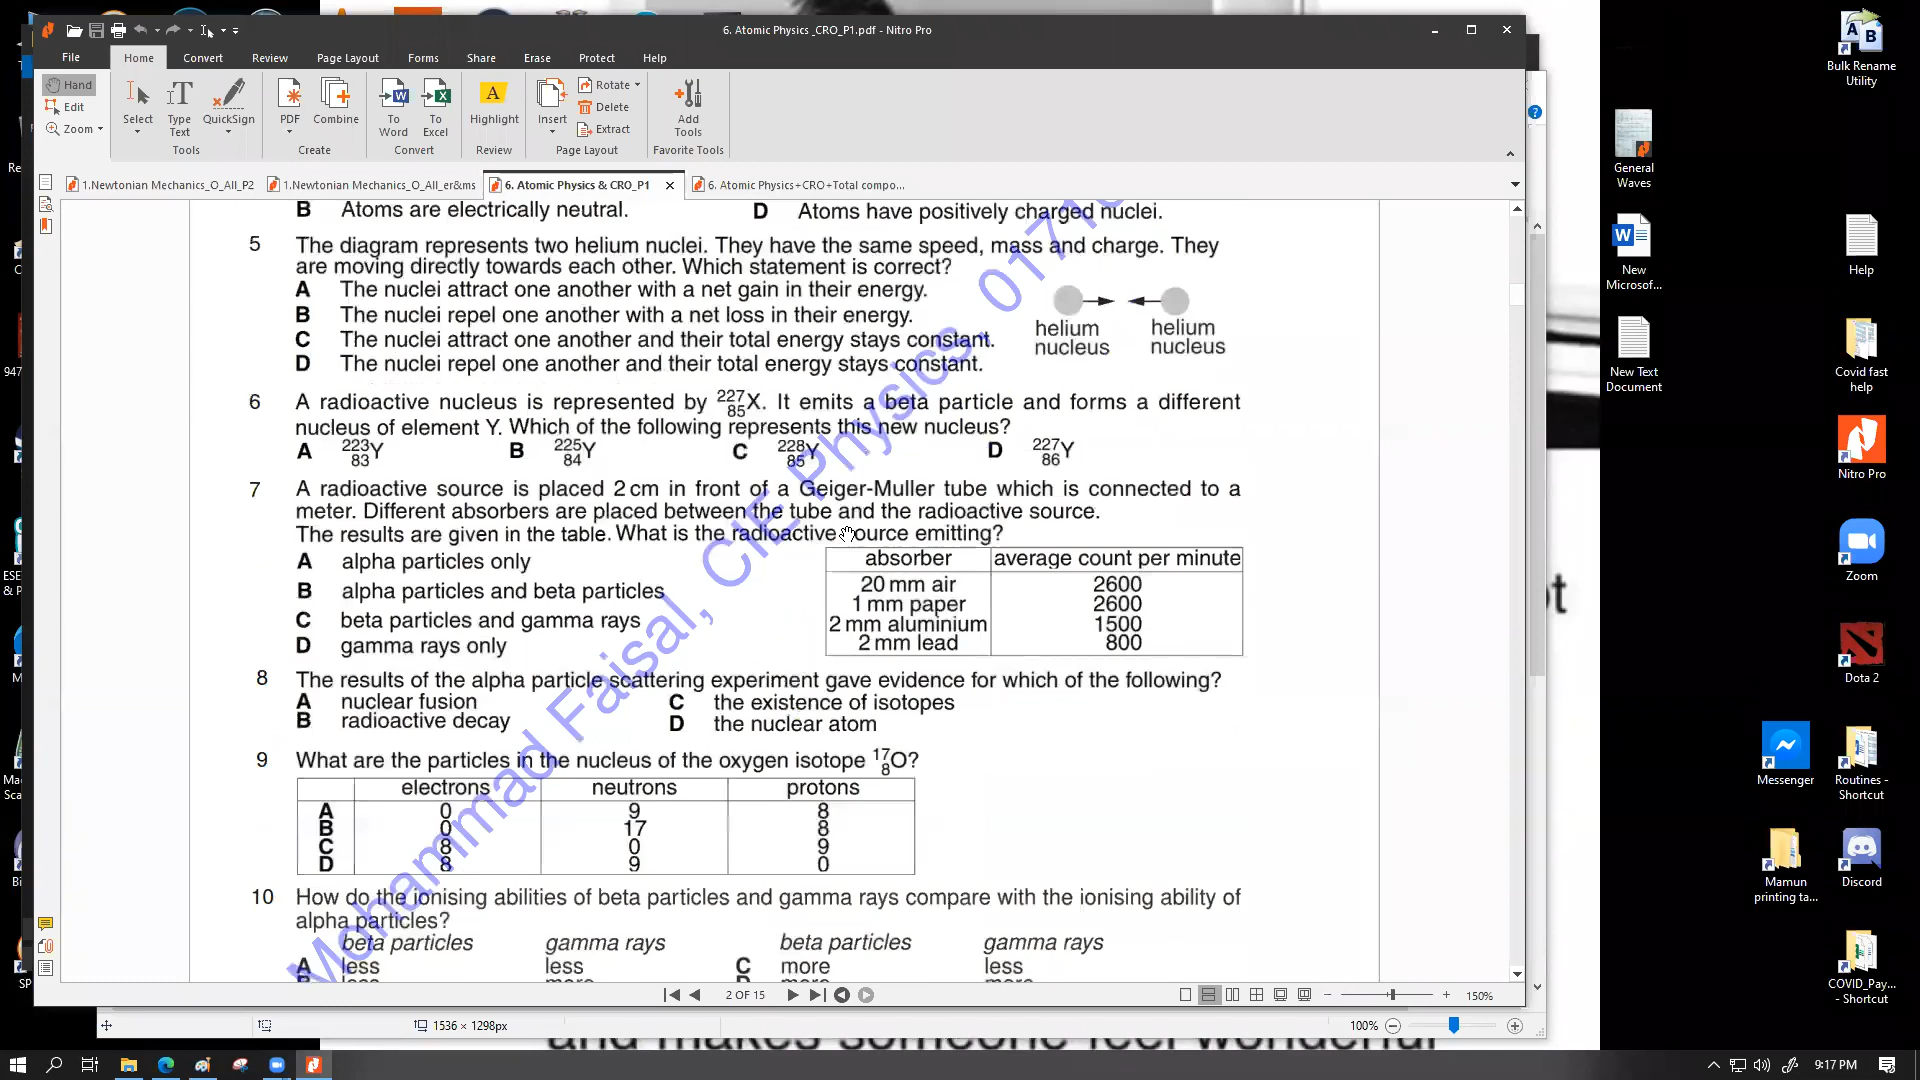 6. Atomic Physics _CRO_P1.pdf - Nitro Pro
File Home Convert Review Page Layout Forms Share Erase Protect Help
Hand
Edit
Zoom
Select
Type Text
QuickSign
PDF
Combine
To Word
To Excel
Highlight
Insert
Rotate
Delete
Extract
Add Tools
Tools Create Convert Review Page Layout Favorite Tools
1.Newtonian Mechanics_O_All_P2 1.Newtonian Mechanics_O_All_er&ms 6. Atomic Physics & CRO_P1 6. Atomic Physics+CRO+Total compo...
B Atoms are electrically neutral. D Atoms have positively charged nuclei.
5 The diagram represents two helium nuclei. They have the same speed, mass and charge. They
are moving directly towards each other. Which statement is correct?
A The nuclei attract one another with a net gain in their energy.
B The nuclei repel one another with a net loss in their energy.
C The nuclei attract one another and their total energy stays constant.
D The nuclei repel one another and their total energy stays constant.
helium nucleus
helium nucleus
6 A radioactive nucleus is represented by 227 85 X. It emits a beta particle and forms a different
nucleus of element Y. Which of the following represents this new nucleus?
A 223 83 Y B 225 84 Y C 228 85 Y D 227 86 Y
7 A radioactive source is placed 2 cm in front of a Geiger-Muller tube which is connected to a
meter. Different absorbers are placed between the tube and the radioactive source.
The results are given in the table. What is the radioactive source emitting?
A alpha particles only
B alpha particles and beta particles
C beta particles and gamma rays
D gamma rays only
absorber average count per minute
20 mm air 2600
1 mm paper 2600
2 mm aluminium 1500
2 mm lead 800
8 The results of the alpha particle scattering experiment gave evidence for which of the following?
A nuclear fusion C the existence of isotopes
B radioactive decay D the nuclear atom
9 What are the particles in the nucleus of the oxygen isotope 17 8 O?
electrons neutrons protons
A 0 9 8
B 0 17 8
C 8 0 9
D 8 9 0
10 How do the ionising abilities of beta particles and gamma rays compare with the ionising ability of
alpha particles?
beta particles gamma rays beta particles gamma rays
A less less C more less
Mohammad Faisal, CIE Physics, 0171
2 OF 15
150%
1536 × 1298px
100%
and makes someone feel wonderful
Bulk Rename Utility
General Waves
New Microsof...
Help
New Text Document
Covid fast help
Nitro Pro
Zoom
Dota 2
Messenger
Routines - Shortcut
Mamun printing ta...
Discord
COVID_Pay... - Shortcut
9:17 PM